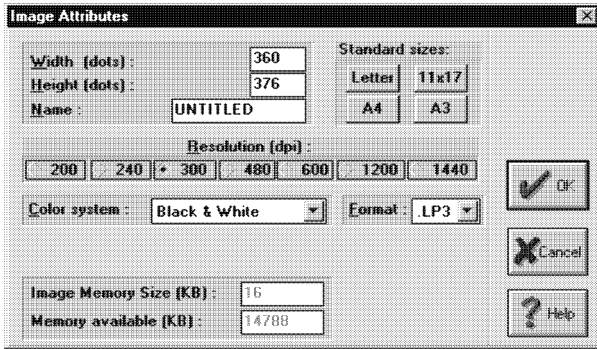 Image Attributes
Width (dots) : 360
Height (dots) : 376
Name : UNTITLED
Standard sizes:
Letter 11x17
A4 A3
Resolution (dpi) :
200 240 300 480 600 1200 1440
Color system : Black & White Format : .LP3
OK
Cancel
Image Memory Size (KB) : 16
Memory available (KB) : 14788
Help